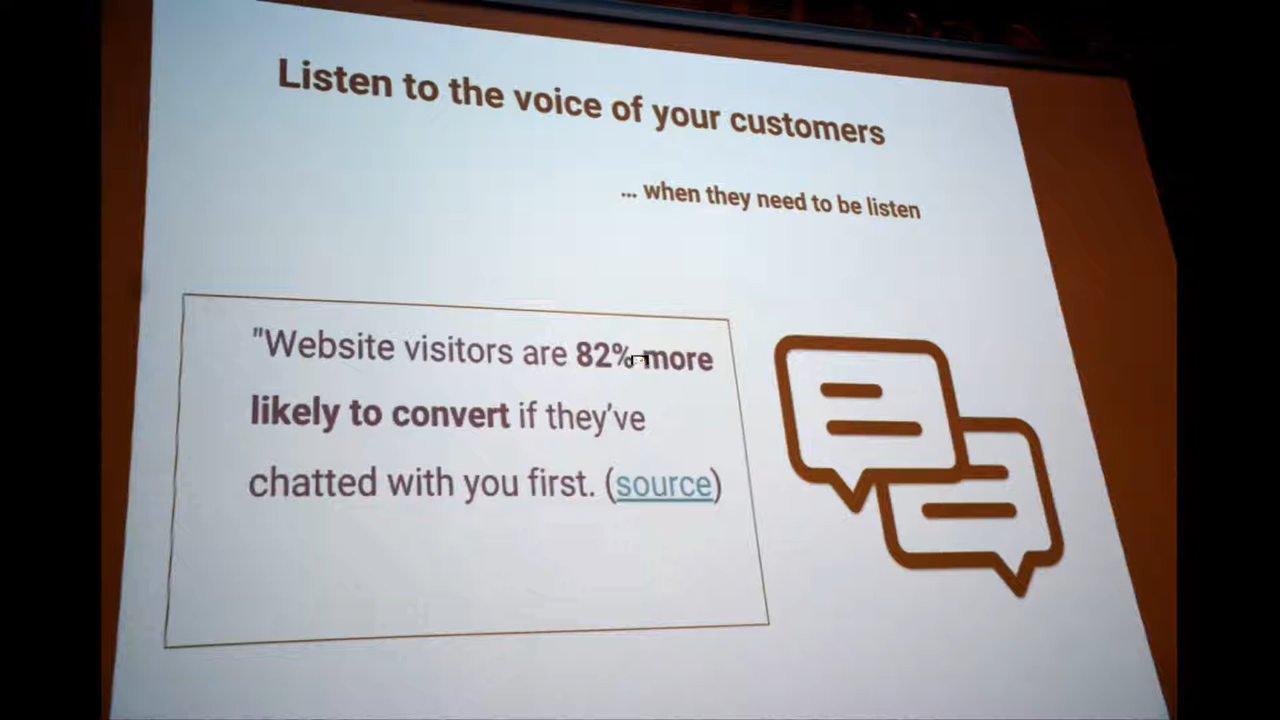 Listen to the voice of your customers
... when they need to be listen
"Website visitors are 82% more
likely to convert if they've
chatted with you first. (source)